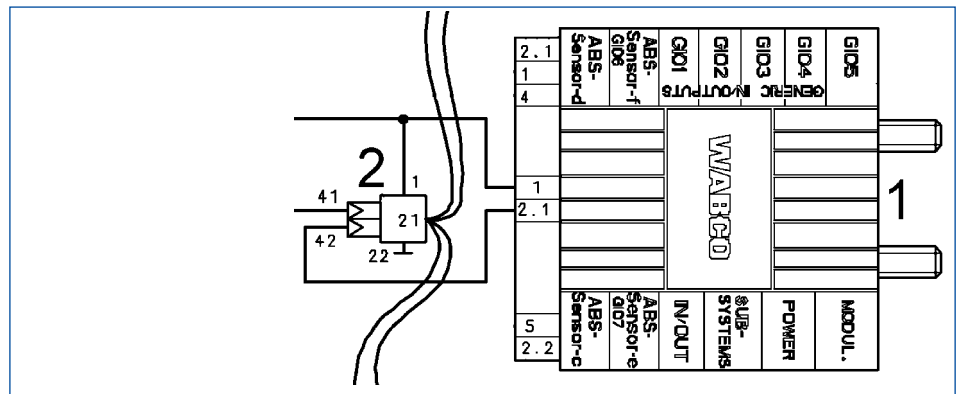 2.1
1
4
1
2.1
5
2.2
ABS-
Sensor-d
ABS-
Sensor-f
GIO6
GIO1
GIO2
GIO3
GIO4
GIO5
GENERIC IN/OUTPUTS
WABCO
1
2
1
41
21
42
22
ABS-
Sensor-c
ABS-
Sensor-e
GIO7
IN/OUT
SUB-
SYSTEMS
POWER
MODUL.